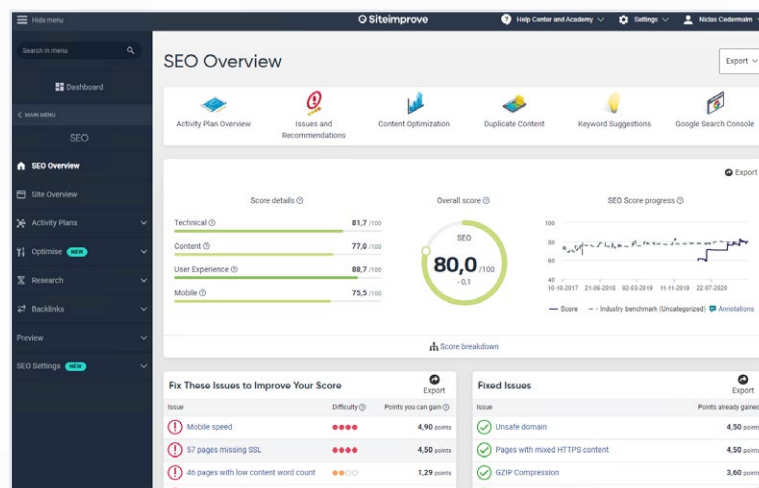 Hide menu
Siteimprove
Help Center and Academy
Settings
Niclas Cedermalm
Search in menu
SEO Overview
Export
Dashboard
Activity Plan Overview
Issues and
Recommendations
Content Optimization
Duplicate Content
Keyword Suggestions
Google Search Console
MAIN MENU
SEO
SEO Overview
Site Overview
Activity Plans
Optimise NEW
Research
Backlinks
Preview
SEO Settings NEW
Export
Score details
Technical 81,7 /100
Content 77,0 /100
User Experience 88,7 /100
Mobile 75,5 /100
Overall score
SEO
80,0 /100
- 0,1
SEO Score progress
100
80
60
40
10-10-2017 21-06-2018 02-03-2019 11-11-2019 22-07-2020
Score Industry benchmark (Uncategorized) Annotations
Score breakdown
Fix These Issues to Improve Your Score
Export
Issue Difficulty Points you can gain
Mobile speed 4,90 points
57 pages missing SSL 4,50 points
46 pages with low content word count 1,29 points
Fixed Issues
Export
Issue Points already gained
Unsafe domain 4,50 points
Pages with mixed HTTPS content 4,50 points
GZIP Compression 3,60 points